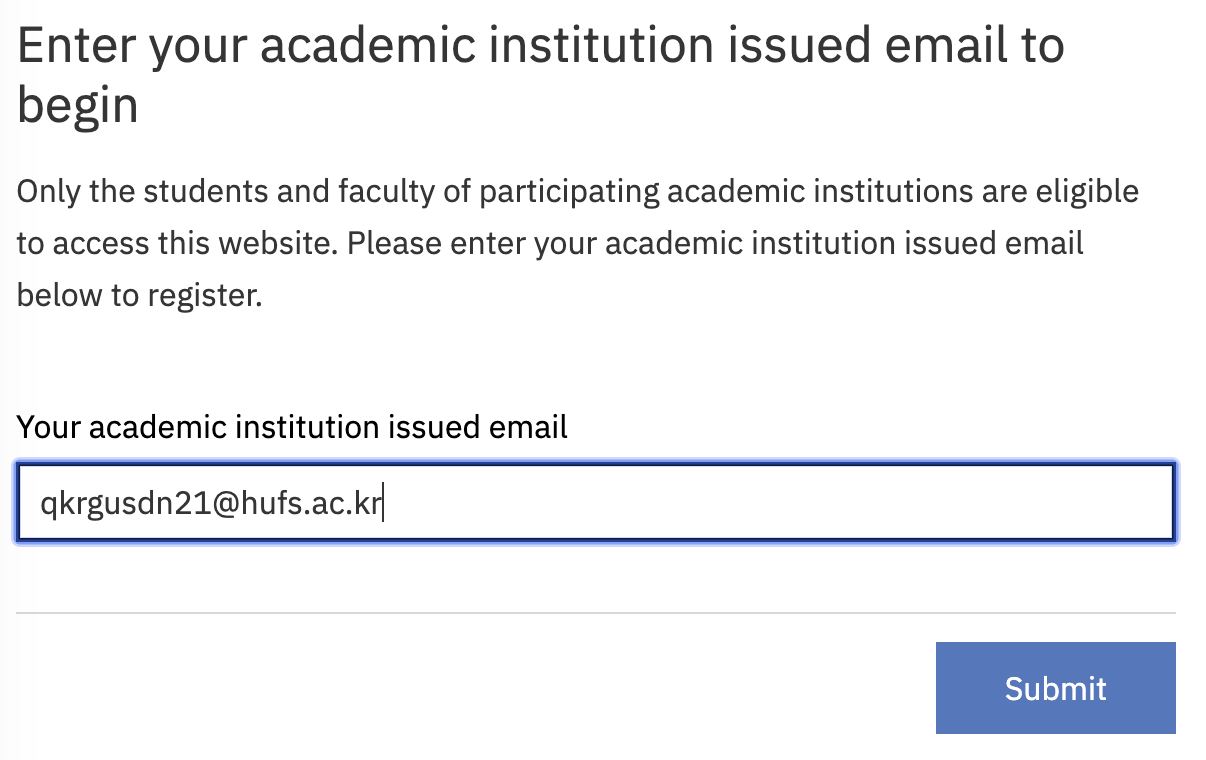 Enter your academic institution issued email to
begin
Only the students and faculty of participating academic institutions are eligible
to access this website. Please enter your academic institution issued email
below to register.
Your academic institution issued email
qkrgusdn21@hufs.ac.kr
Submit